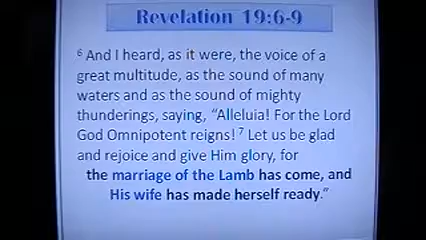 Revelation 19:6-9
6 And I heard, as it were, the voice of a
great multitude, as the sound of many
waters and as the sound of mighty
thunderings, saying, “Alleluia! For the Lord
God Omnipotent reigns! 7 Let us be glad
and rejoice and give Him glory, for
the marriage of the Lamb has come, and
His wife has made herself ready.”